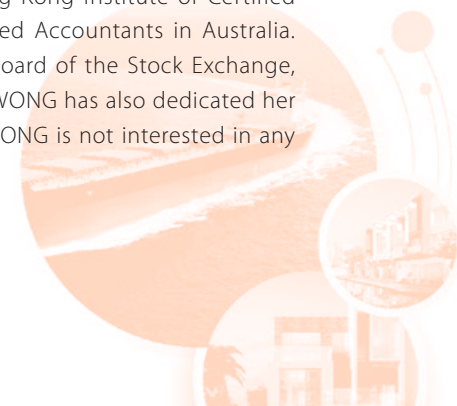 g Kong Institute of Certified
ed Accountants in Australia.
oard of the Stock Exchange,
WONG has also dedicated her
ONG is not interested in any